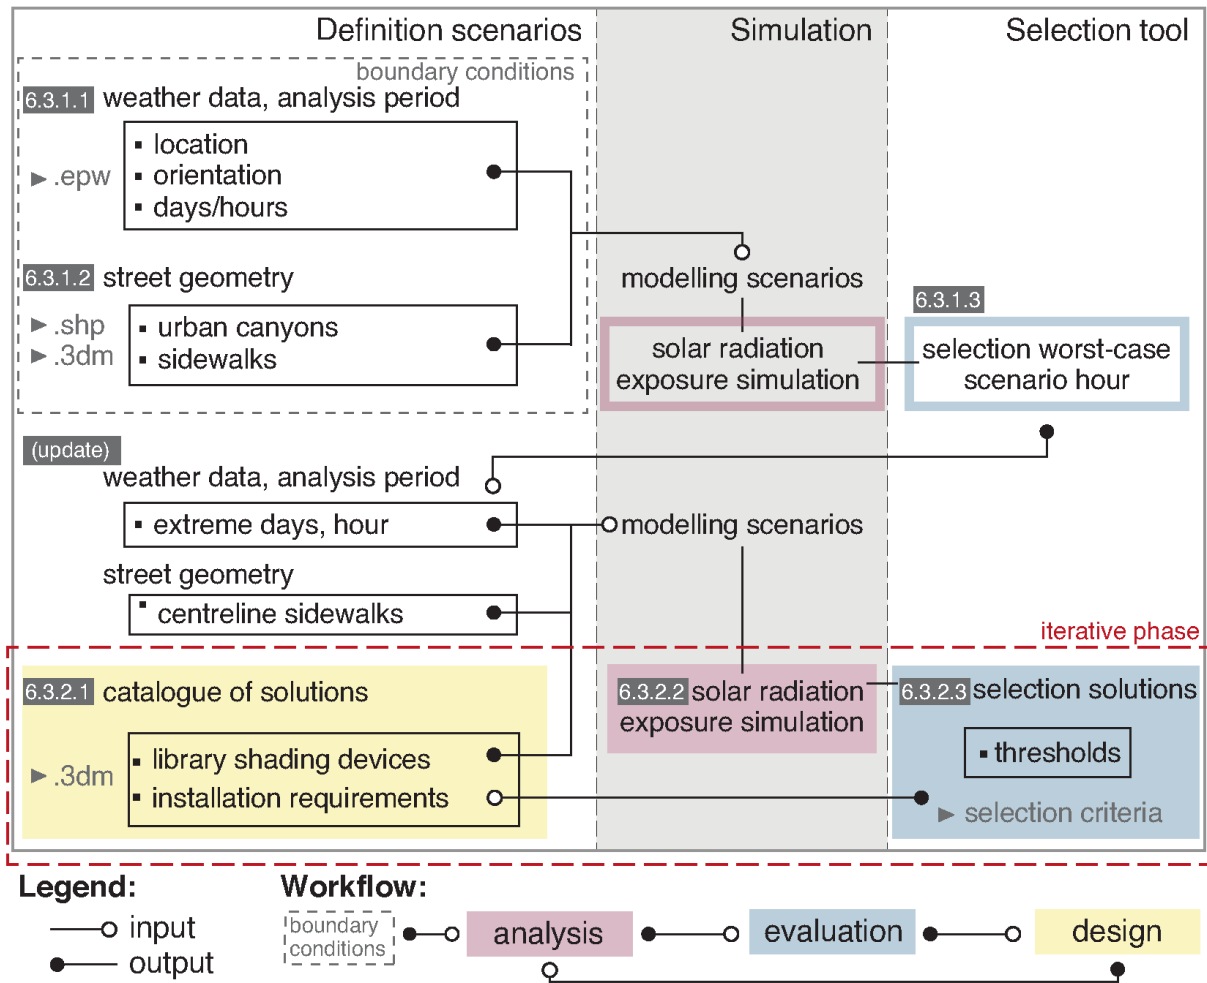 Definition scenarios
Simulation
Selection tool
boundary conditions
6.3.1.1 weather data, analysis period
▪ location
▶ .epw ▪ orientation
▪ days/hours
6.3.1.2 street geometry
▶ .shp ▪ urban canyons
▶ .3dm ▪ sidewalks
modelling scenarios
solar radiation
exposure simulation
6.3.1.3
selection worst-case
scenario hour
(update)
weather data, analysis period
▪ extreme days, hour
modelling scenarios
street geometry
▪ centreline sidewalks
iterative phase
6.3.2.1 catalogue of solutions
▪ library shading devices
▶ .3dm
▪ installation requirements
6.3.2.2 solar radiation
exposure simulation
6.3.2.3 selection solutions
▪ thresholds
▶ selection criteria
Legend:
input
output
Workflow:
boundary
conditions
analysis
evaluation
design